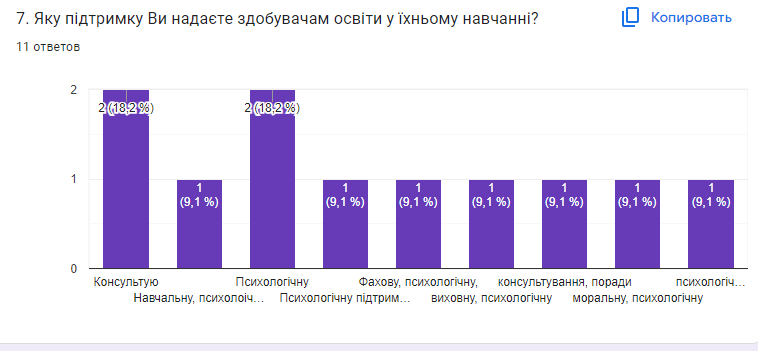 7. Яку підтримку Ви надаєте здобувачам освіти у їхньому навчанні?
Копировать
11 ответов
2
1
0
2 (18,2 %)
1
(9,1 %)
2 (18,2 %)
1
(9,1 %)
1
(9,1 %)
1
(9,1 %)
1
(9,1 %)
1
(9,1 %)
1
(9,1 %)
Консультую
Навчальну, психолоіч…
Психологічну
Психологічну підтрим…
Фахову, психологічну,
виховну, психологічну
консультування, поради
моральну, психологічну
психологіч…